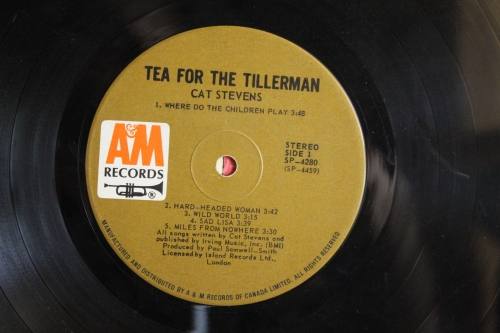 TEA FOR THE TILLERMAN
CAT STEVENS
1. WHERE DO THE CHILDREN PLAY 3:48
A&M
RECORDS
STEREO
SIDE 1
SP-4280
(SP-4459)
2. HARD-HEADED WOMAN 3:42
3. WILD WORLD 3:15
4. SAD LISA 3:39
5. MILES FROM NOWHERE 3:30
All songs written by Cat Stevens and
published by Irving Music, Inc. (BMI)
Produced by Paul Samwell-Smith
Licensed by Island Records Ltd.,
London
MANUFACTURED AND DISTRIBUTED BY A & M RECORDS OF CANADA LIMITED. ALL RIGHTS RESERVED